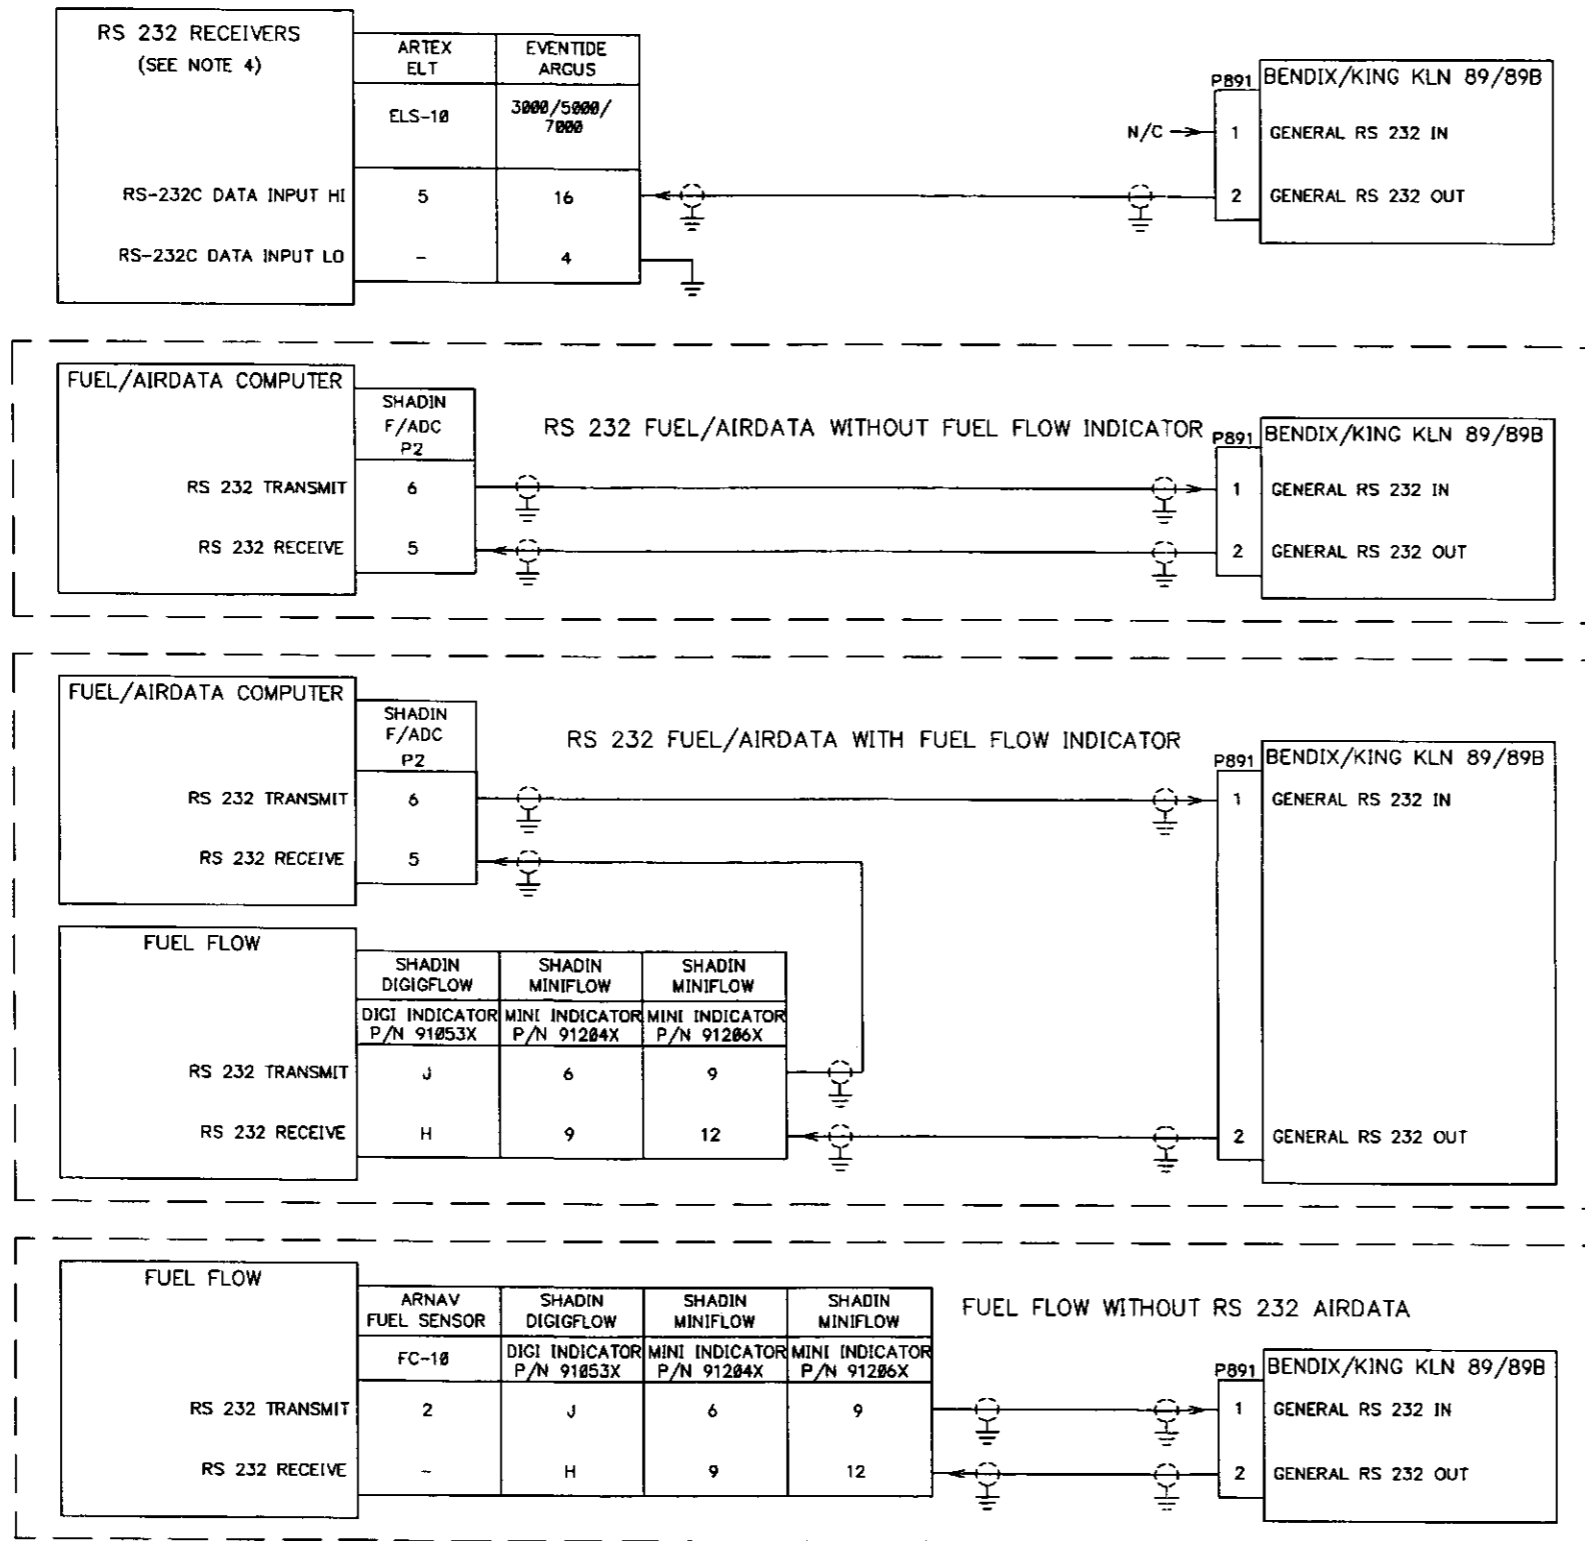 RS 232 RECEIVERS
(SEE NOTE 4)
ARTEX
ELT
EVENTIDE
ARGUS
ELS-10
3000/5000/
7000
RS-232C DATA INPUT HI
5
16
RS-232C DATA INPUT LO
-
4
P891
BENDIX/KING KLN 89/89B
N/C
1
GENERAL RS 232 IN
2
GENERAL RS 232 OUT
FUEL/AIRDATA COMPUTER
SHADIN
F/ADC
P2
RS 232 TRANSMIT
6
RS 232 RECEIVE
5
RS 232 FUEL/AIRDATA WITHOUT FUEL FLOW INDICATOR
P891
BENDIX/KING KLN 89/89B
1
GENERAL RS 232 IN
2
GENERAL RS 232 OUT
FUEL/AIRDATA COMPUTER
SHADIN
F/ADC
P2
RS 232 TRANSMIT
6
RS 232 RECEIVE
5
RS 232 FUEL/AIRDATA WITH FUEL FLOW INDICATOR
P891
BENDIX/KING KLN 89/89B
1
GENERAL RS 232 IN
2
GENERAL RS 232 OUT
FUEL FLOW
SHADIN
DIGIGFLOW
SHADIN
MINIFLOW
SHADIN
MINIFLOW
DIGI INDICATOR
P/N 91053X
MINI INDICATOR
P/N 91204X
MINI INDICATOR
P/N 91206X
RS 232 TRANSMIT
J
6
9
RS 232 RECEIVE
H
9
12
FUEL FLOW
ARNAV
FUEL SENSOR
SHADIN
DIGIGFLOW
SHADIN
MINIFLOW
SHADIN
MINIFLOW
FC-10
DIGI INDICATOR
P/N 91053X
MINI INDICATOR
P/N 91204X
MINI INDICATOR
P/N 91206X
RS 232 TRANSMIT
2
J
6
9
RS 232 RECEIVE
-
H
9
12
FUEL FLOW WITHOUT RS 232 AIRDATA
P891
BENDIX/KING KLN 89/89B
1
GENERAL RS 232 IN
2
GENERAL RS 232 OUT